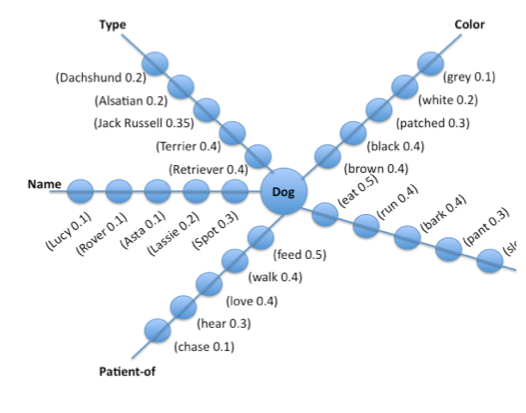 Type
Color
(Dachshund 0.2)
(Alsatian 0.2)
(Jack Russell 0.35)
(Terrier 0.4)
(Retriever 0.4)
(grey 0.1)
(white 0.2)
(patched 0.3)
(black 0.4)
(brown 0.4)
Name
Dog
(Lucy 0.1)
(Rover 0.1)
(Asta 0.1)
(Lassie 0.2)
(Spot 0.3)
(eat 0.5)
(run 0.4)
(bark 0.4)
(pant 0.3)
(feed 0.5)
(walk 0.4)
(love 0.4)
(hear 0.3)
(chase 0.1)
Patient-of